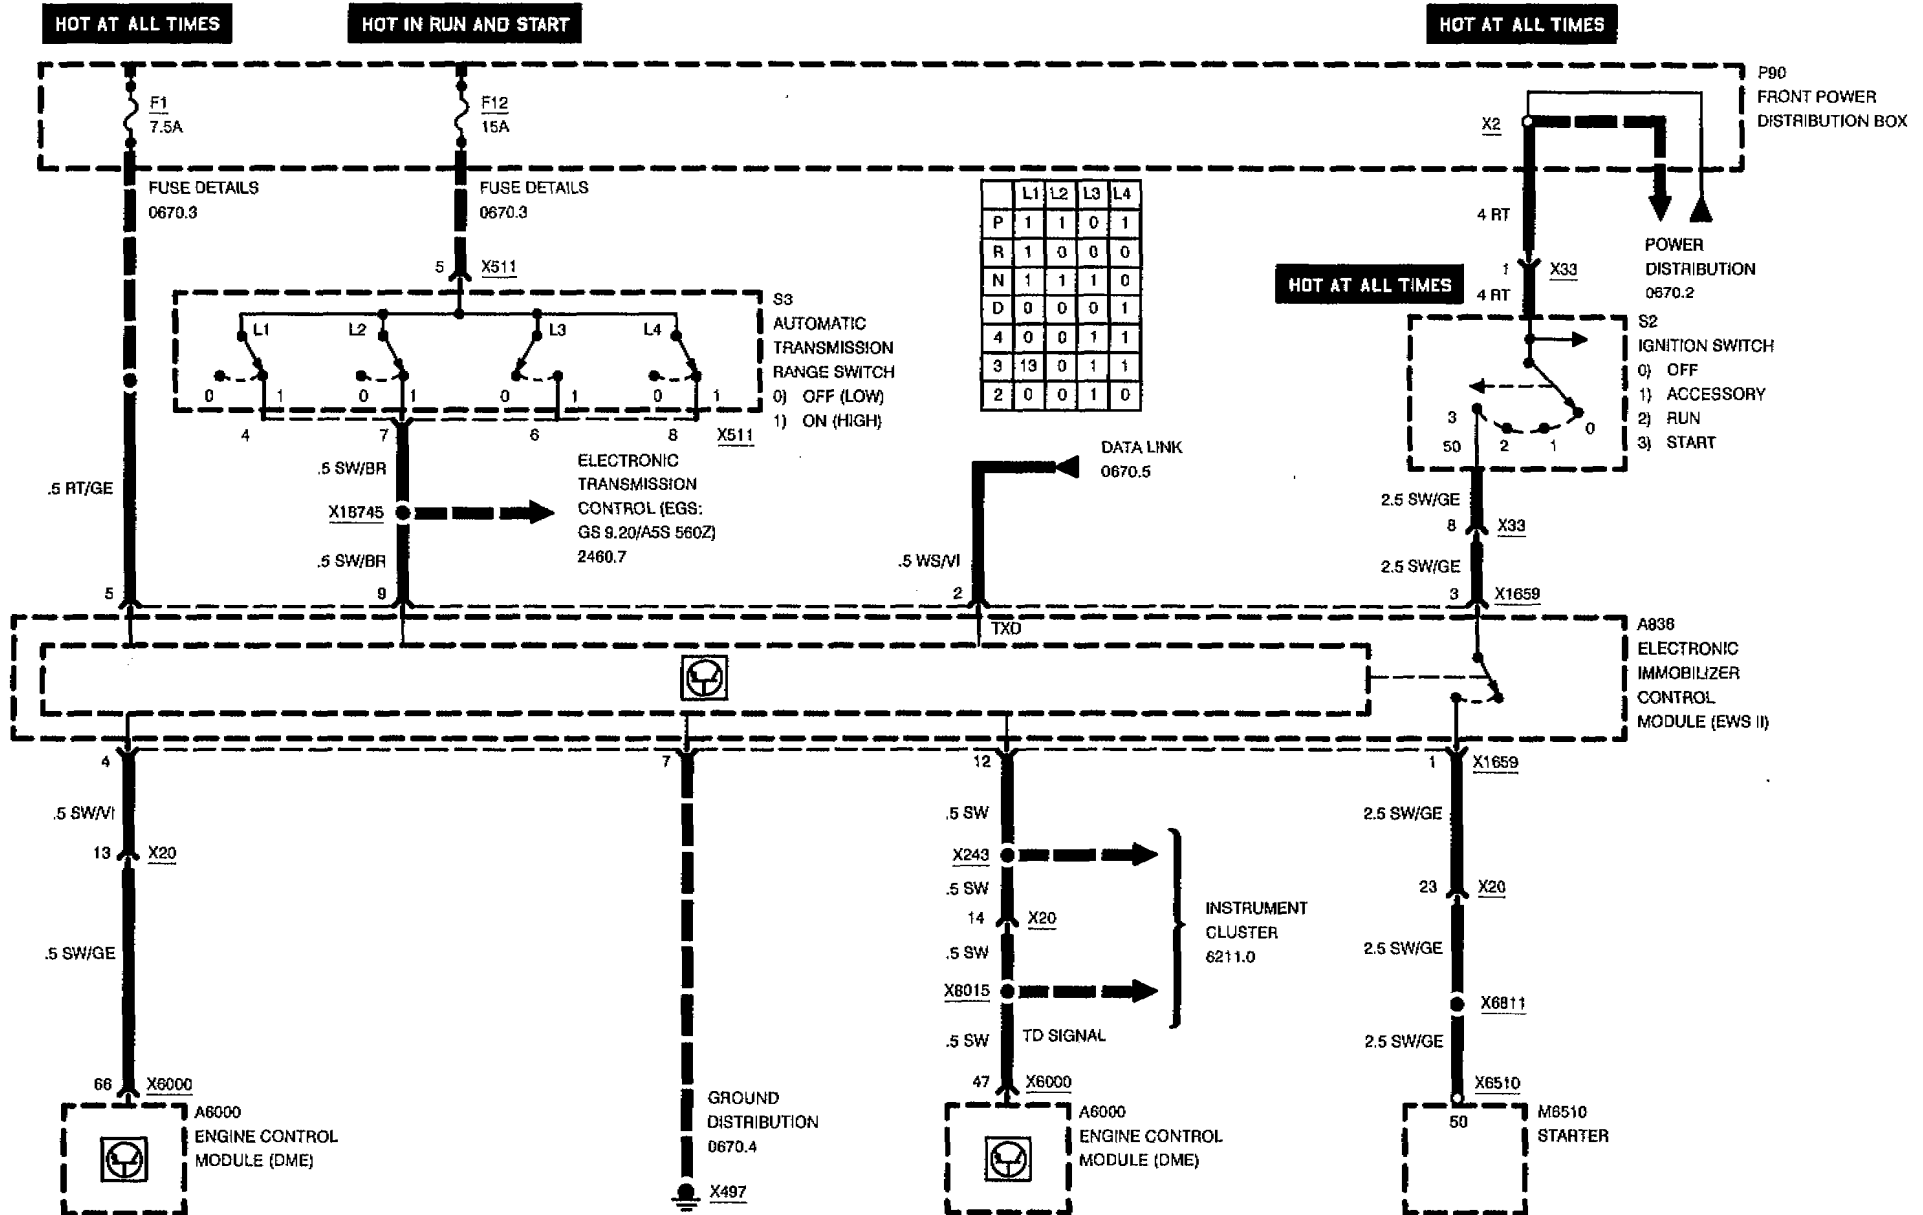 HOT AT ALL TIMES
HOT IN RUN AND START
HOT AT ALL TIMES
F1
7.5A
F12
15A
X2
P90
FRONT POWER
DISTRIBUTION BOX
FUSE DETAILS
0670.3
FUSE DETAILS
0670.3
5 X511
L1 L2 L3 L4
P 1 1 0 1
R 1 0 0 0
N 1 1 1 0
D 0 0 0 1
4 0 0 1 1
3 13 0 1 1
2 0 0 1 0
4 RT
POWER
DISTRIBUTION
0670.2
HOT AT ALL TIMES
1 X33
4 RT
L1 L2 L3 L4
0 1 0 1 0 1 0 1
S3
AUTOMATIC
TRANSMISSION
RANGE SWITCH
0) OFF (LOW)
1) ON (HIGH)
4 7 6 8 X511
S2
IGNITION SWITCH
0) OFF
1) ACCESSORY
2) RUN
3) START
3 0
50 2 1
.5 RT/GE
.5 SW/BR
X18745
.5 SW/BR
ELECTRONIC
TRANSMISSION
CONTROL (EGS:
GS 9.20/A5S 560Z)
2460.7
DATA LINK
0670.5
.5 WS/VI
2.5 SW/GE
8 X33
2.5 SW/GE
5 9 2 3 X1659
TXD
A836
ELECTRONIC
IMMOBILIZER
CONTROL
MODULE (EWS II)
4 7 12 1 X1659
.5 SW/VI
13 X20
.5 SW/GE
66 X6000
A6000
ENGINE CONTROL
MODULE (DME)
GROUND
DISTRIBUTION
0670.4
X497
.5 SW
X243
.5 SW
14 X20
.5 SW
X8015
.5 SW TD SIGNAL
47 X6000
INSTRUMENT
CLUSTER
6211.0
A6000
ENGINE CONTROL
MODULE (DME)
2.5 SW/GE
23 X20
2.5 SW/GE
X6811
2.5 SW/GE
X6510
50
M6510
STARTER